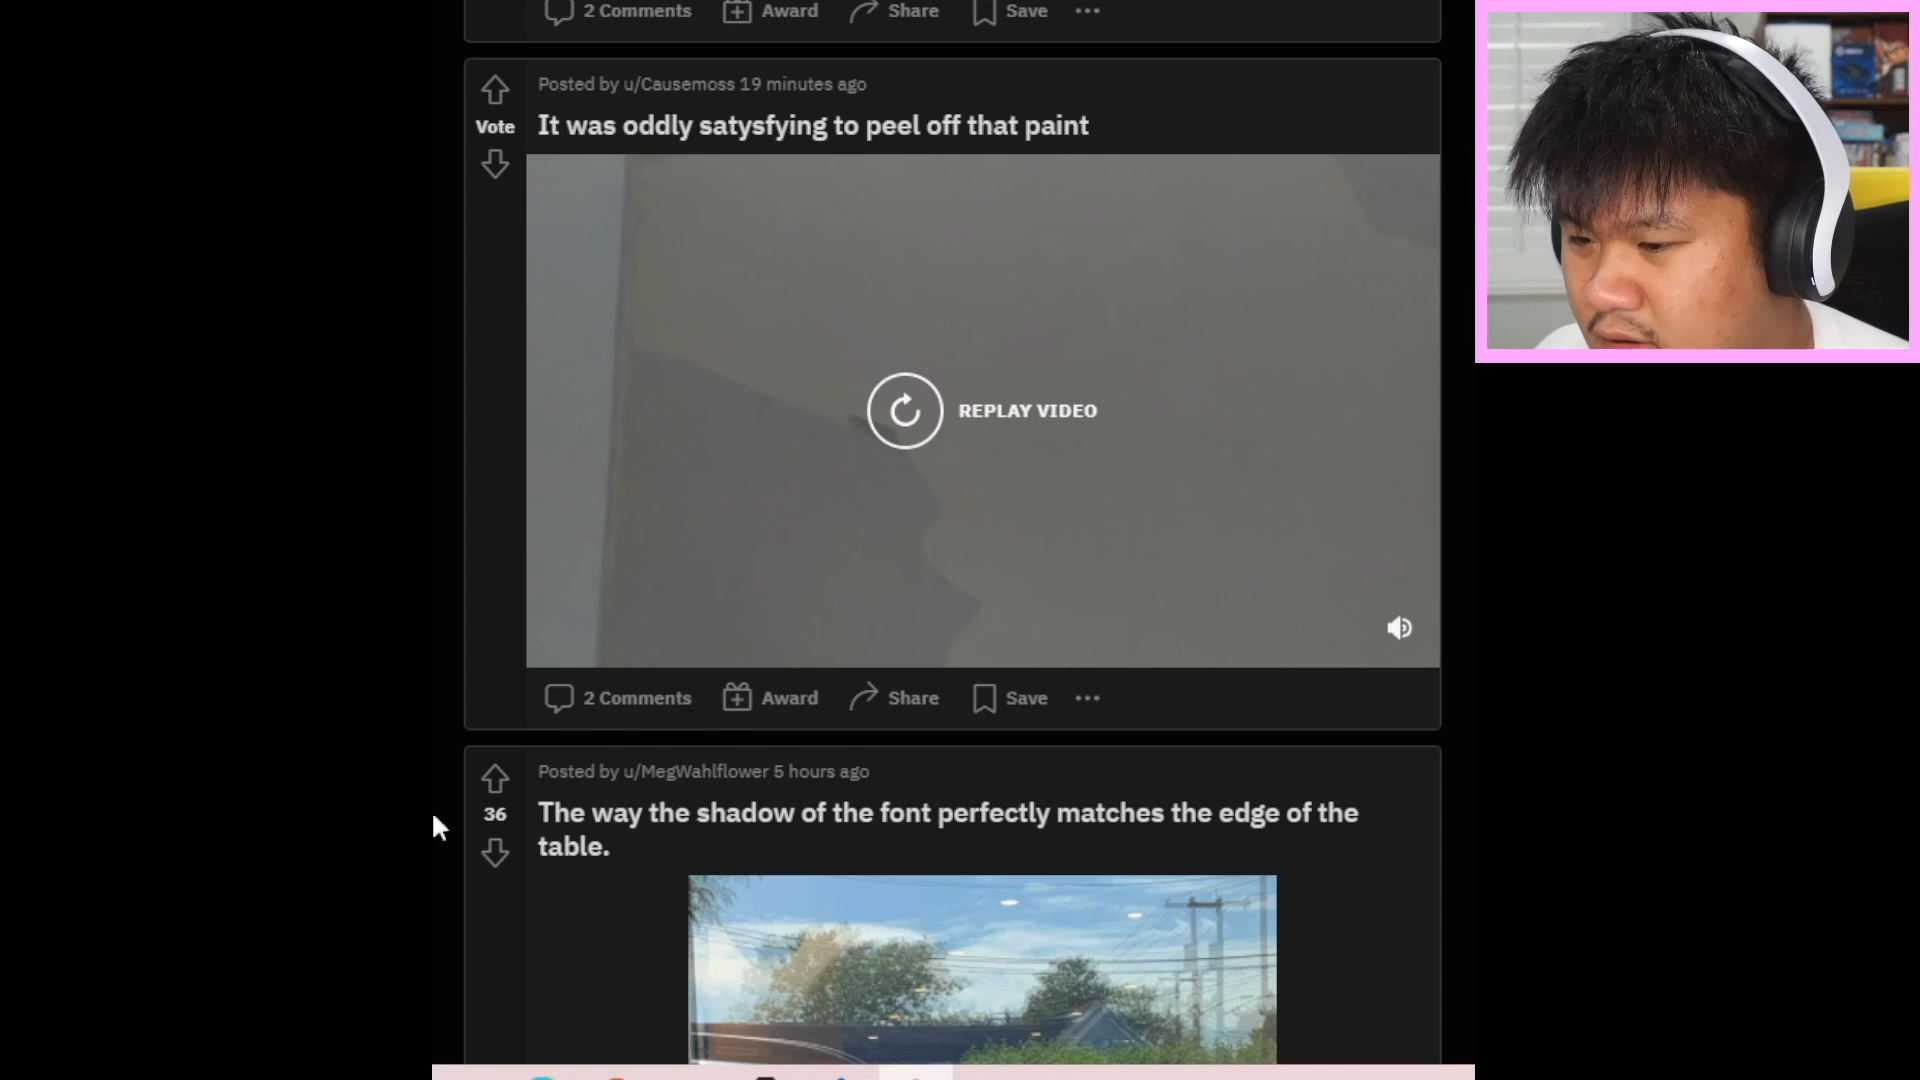 2 Comments Award Share Save
Posted by u/Causemoss 19 minutes ago
Vote
It was oddly satysfying to peel off that paint
REPLAY VIDEO
2 Comments Award Share Save
Posted by u/MegWahlflower 5 hours ago
36
The way the shadow of the font perfectly matches the edge of the
table.